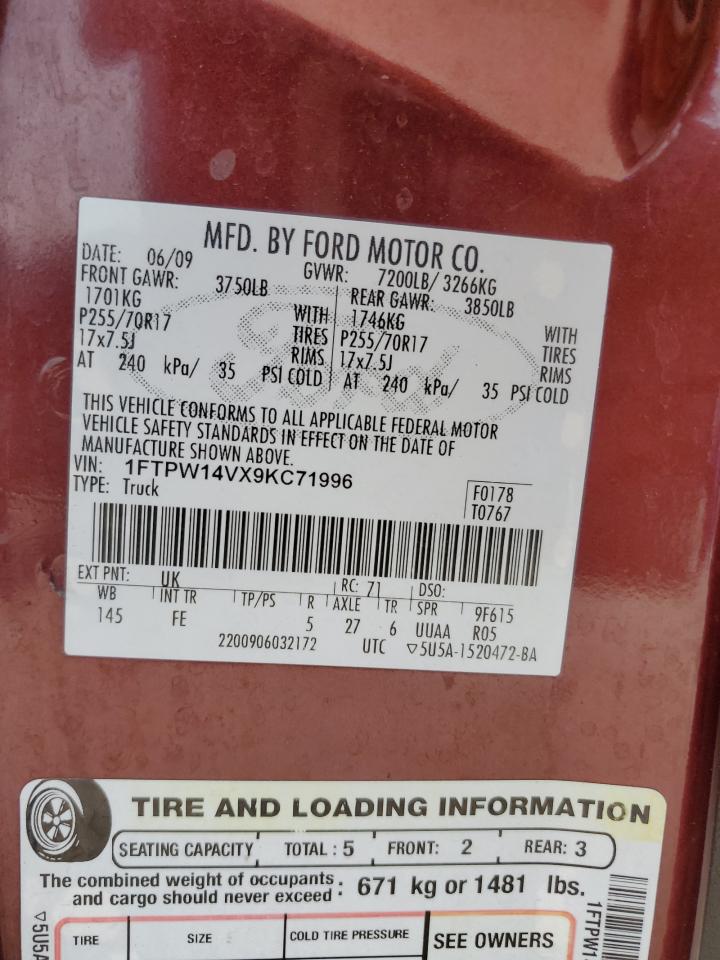 MFD. BY FORD MOTOR CO.
DATE: 06/09 GVWR: 7200LB/ 3266KG
FRONT GAWR: 3750LB REAR GAWR: 3850LB
1701KG WITH 1746KG WITH
P255/70R17 TIRES P255/70R17 TIRES
17x7.5J RIMS 17x7.5J RIMS
AT 240 kPa/ 35 PSI COLD AT 240 kPa/ 35 PSI COLD
THIS VEHICLE CONFORMS TO ALL APPLICABLE FEDERAL MOTOR
VEHICLE SAFETY STANDARDS IN EFFECT ON THE DATE OF
MANUFACTURE SHOWN ABOVE.
VIN: 1FTPW14VX9KC71996
TYPE: Truck
F0178
T0767
EXT PNT: UK RC: 71 DSO:
WB INT TR TP/PS R AXLE TR SPR 9F615
145 FE 5 27 6 UUAA R05
2200906032172 UTC ▽5U5A-1520472-BA
Ford
TIRE AND LOADING INFORMATION
SEATING CAPACITY TOTAL : 5 FRONT: 2 REAR: 3
The combined weight of occupants
and cargo should never exceed : 671 kg or 1481 lbs.
TIRE SIZE COLD TIRE PRESSURE SEE OWNERS
▽5U5A
1FTPW1